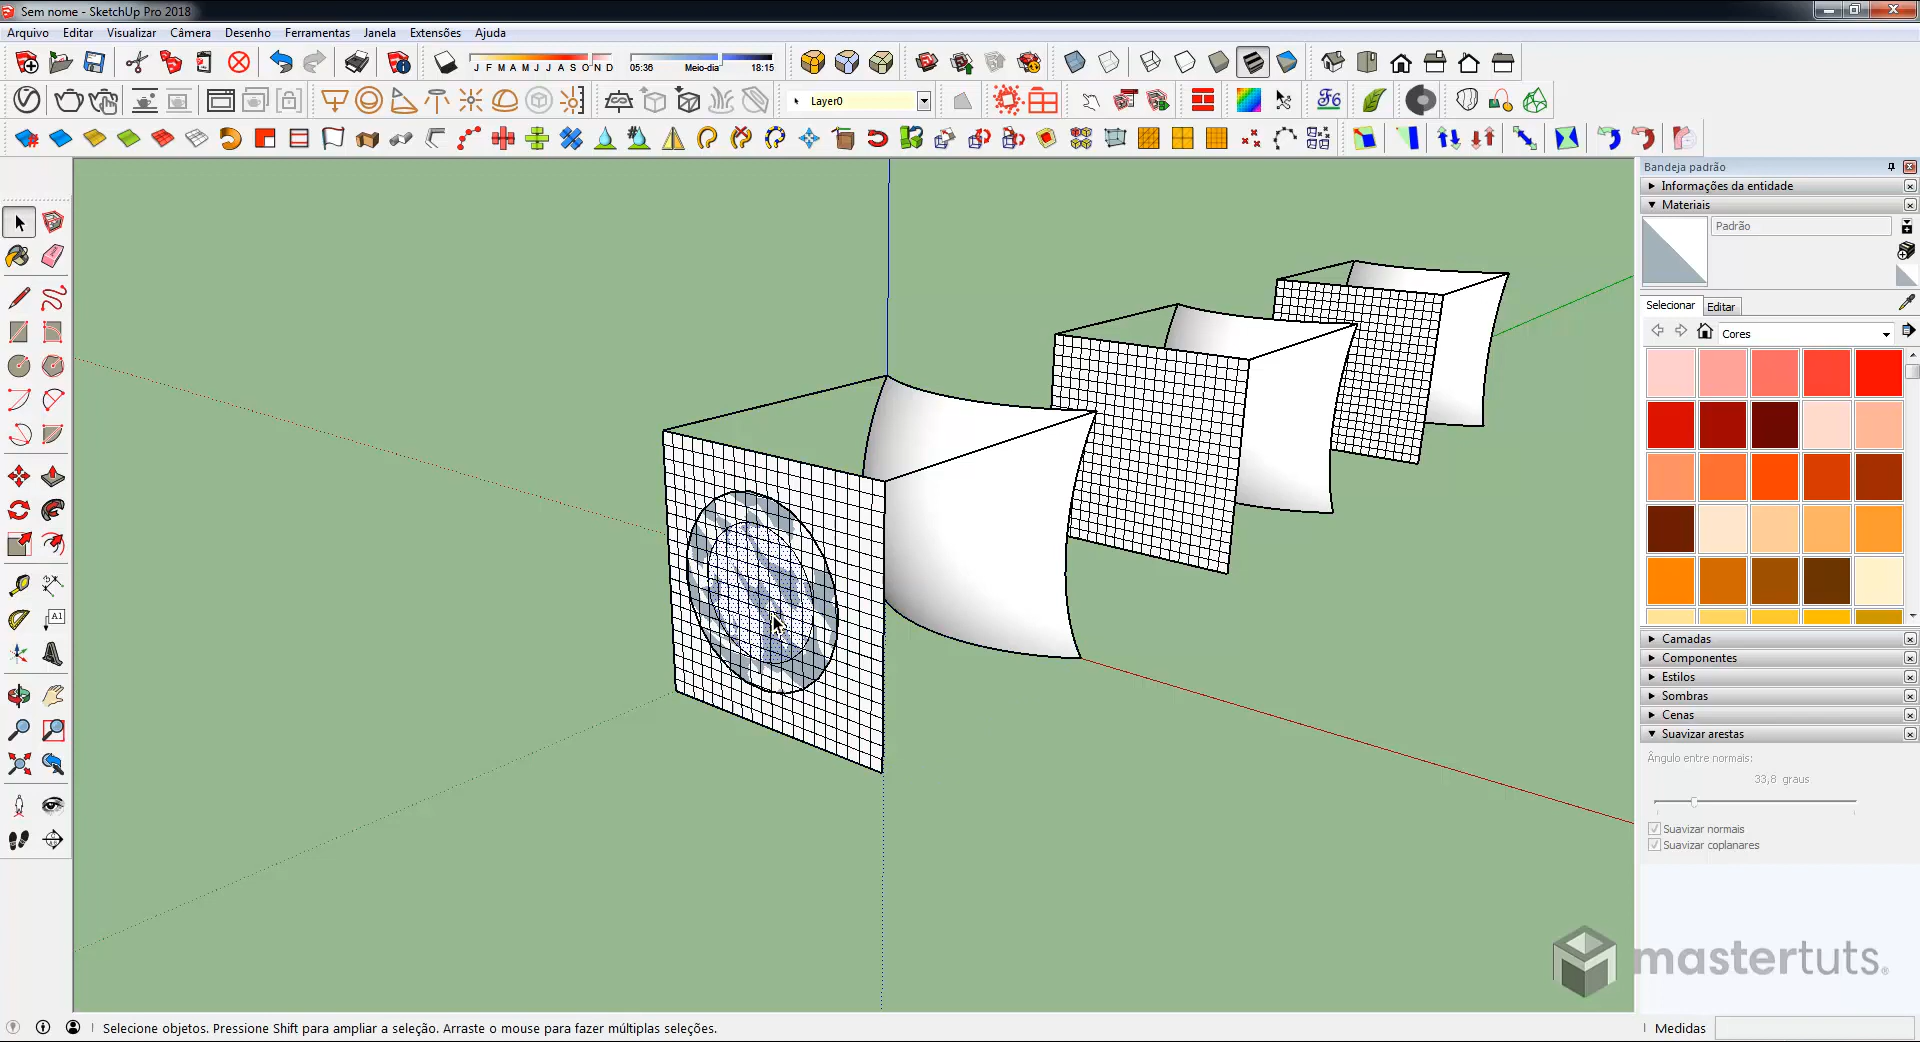 Sem nome - SketchUp Pro 2018
Arquivo Editar Visualizar Câmera Desenho Ferramentas Janela Extensões Ajuda
J F M A M J J A S O N D
05:36 Meio-dia 18:15
Layer0
Bandeja padrão
Informações da entidade
Materiais
Padrão
Selecionar Editar
Cores
Camadas
Componentes
Estilos
Sombras
Cenas
Suavizar arestas
Ângulo entre normais:
33,8 graus
Suavizar normais
Suavizar coplanares
mastertuts®
Selecione objetos. Pressione Shift para ampliar a seleção. Arraste o mouse para fazer múltiplas seleções.
Medidas